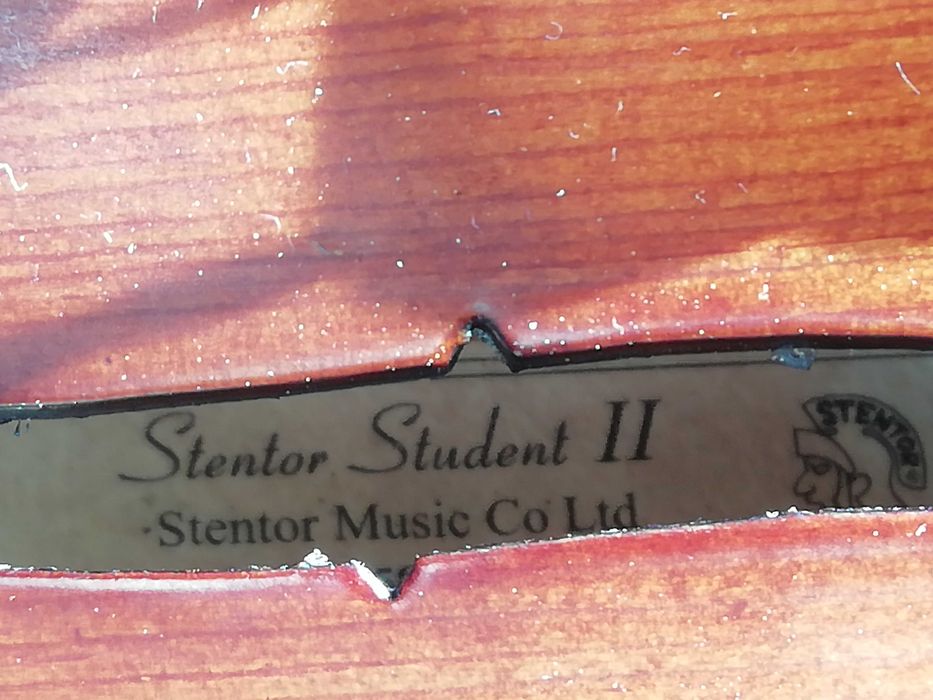 Stentor Student II
STENTOR
Stentor Music Co Ltd